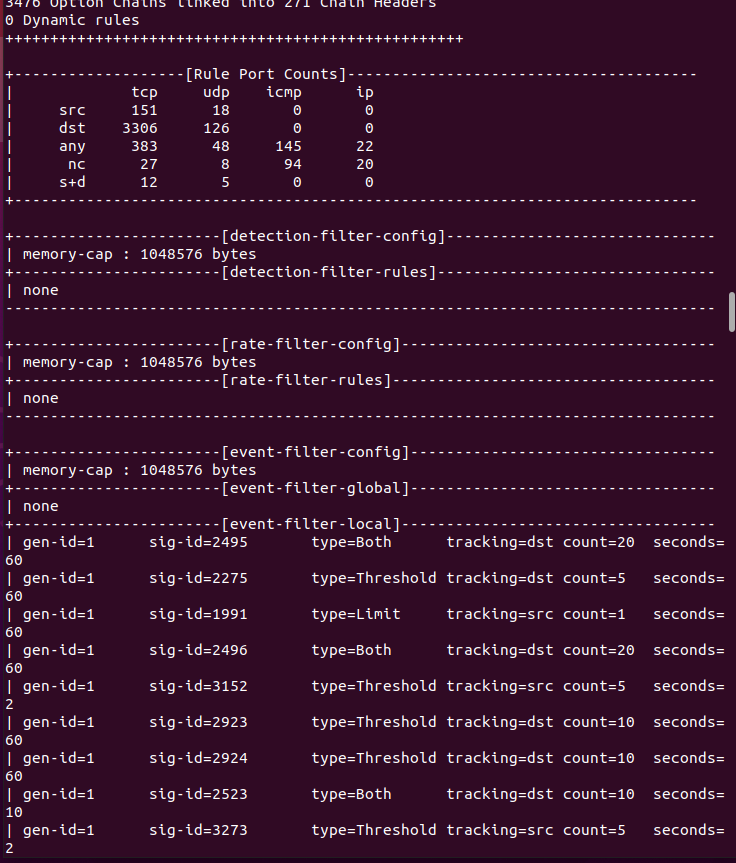 3476 Option Chains linked into 271 Chain Headers
0 Dynamic rules
+++++++++++++++++++++++++++++++++++++++++++++++++++

+-------------------[Rule Port Counts]---------------------------------------
|             tcp     udp    icmp      ip
|     src     151      18       0       0
|     dst    3306     126       0       0
|     any     383      48     145      22
|      nc      27       8      94      20
|     s+d      12       5       0       0
+----------------------------------------------------------------------------

+-----------------------[detection-filter-config]------------------------------
| memory-cap : 1048576 bytes
+-----------------------[detection-filter-rules]-------------------------------
| none
-------------------------------------------------------------------------------

+-----------------------[rate-filter-config]-----------------------------------
| memory-cap : 1048576 bytes
+-----------------------[rate-filter-rules]------------------------------------
| none
-------------------------------------------------------------------------------

+-----------------------[event-filter-config]----------------------------------
| memory-cap : 1048576 bytes
+-----------------------[event-filter-global]----------------------------------
| none
+-----------------------[event-filter-local]-----------------------------------
| gen-id=1      sig-id=2495       type=Both      tracking=dst count=20  seconds=
60
| gen-id=1      sig-id=2275       type=Threshold tracking=dst count=5   seconds=
60
| gen-id=1      sig-id=1991       type=Limit     tracking=src count=1   seconds=
60
| gen-id=1      sig-id=2496       type=Both      tracking=dst count=20  seconds=
60
| gen-id=1      sig-id=3152       type=Threshold tracking=src count=5   seconds=
2
| gen-id=1      sig-id=2923       type=Threshold tracking=dst count=10  seconds=
60
| gen-id=1      sig-id=2924       type=Threshold tracking=dst count=10  seconds=
60
| gen-id=1      sig-id=2523       type=Both      tracking=dst count=10  seconds=
10
| gen-id=1      sig-id=3273       type=Threshold tracking=src count=5   seconds=
2